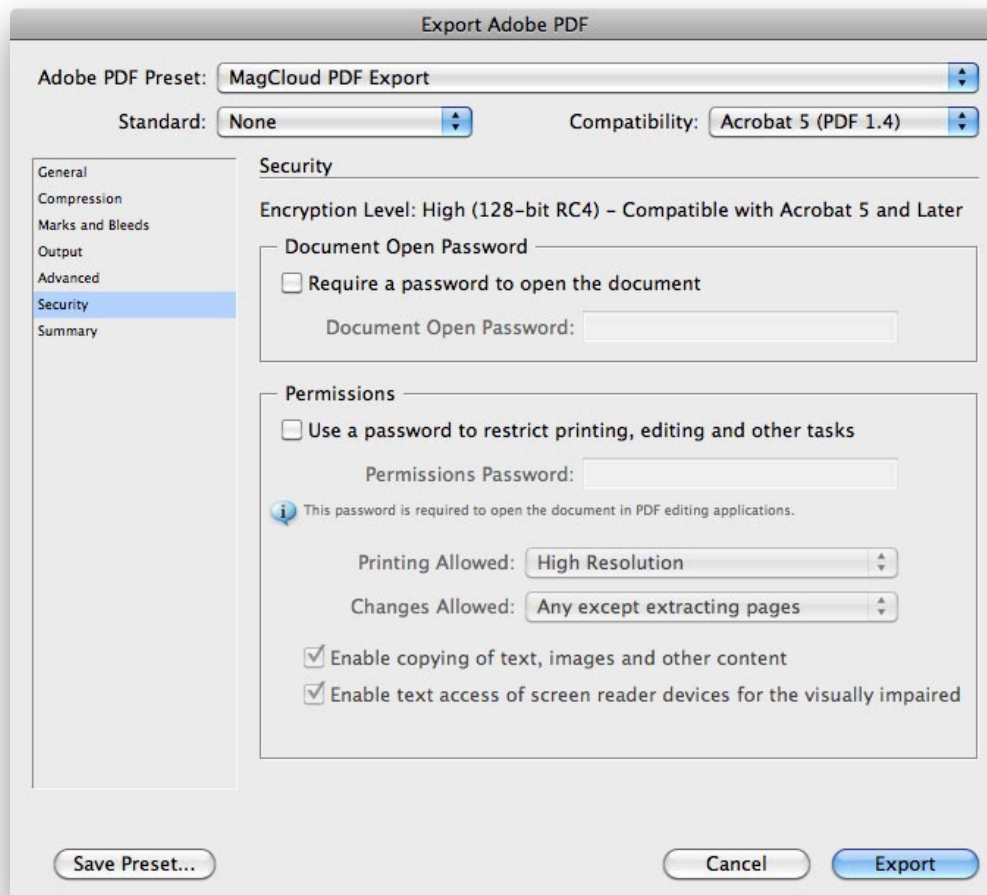 Export Adobe PDF
Adobe PDF Preset: MagCloud PDF Export
Standard: None Compatibility: Acrobat 5 (PDF 1.4)
General
Compression
Marks and Bleeds
Output
Advanced
Security
Summary
Security
Encryption Level: High (128-bit RC4) – Compatible with Acrobat 5 and Later
Document Open Password
Require a password to open the document
Document Open Password:
Permissions
Use a password to restrict printing, editing and other tasks
Permissions Password:
This password is required to open the document in PDF editing applications.
Printing Allowed: High Resolution
Changes Allowed: Any except extracting pages
Enable copying of text, images and other content
Enable text access of screen reader devices for the visually impaired
Save Preset... Cancel Export